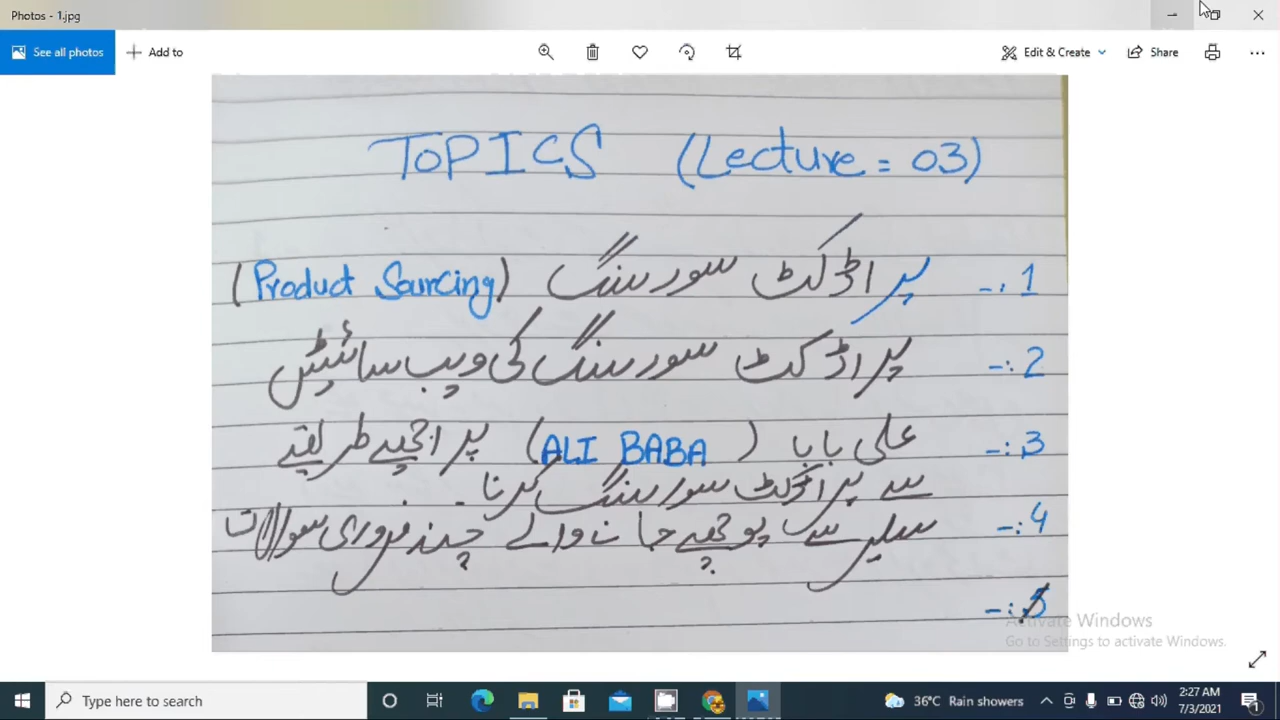 Photos - 1.jpg
See all photos
Add to
Edit & Create
Share
TOPICS (Lecture = 03)
1 :- پراڈکٹ سورسنگ (Product Sourcing)
2 :- پراڈکٹ سورسنگ کی ویب سائیٹس
3 :- علی بابا (ALI BABA) پر اچھے طریقے
سے پراڈکٹ سورسنگ کرنا ۔
4 :- سیلر سے پوچھے جانے والے چند ضروری سوالات
5 :-
Activate Windows
Go to Settings to activate Windows.
Type here to search
36°C Rain showers
2:27 AM
7/3/2021
1